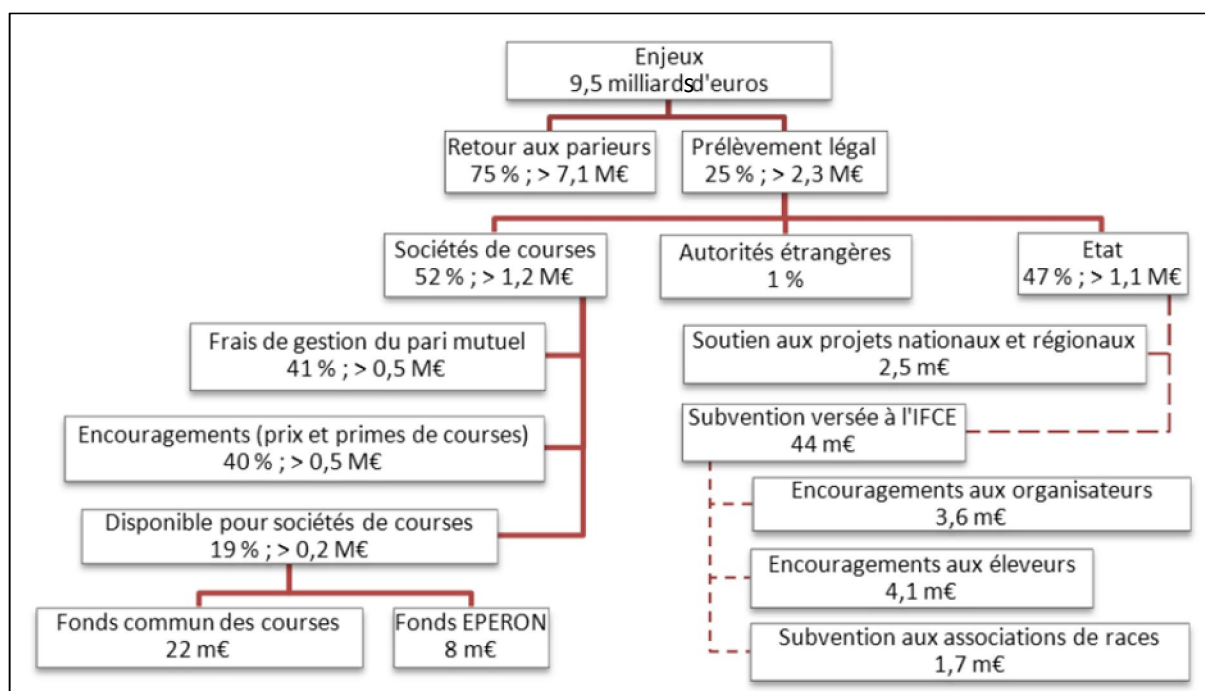 Enjeux
9,5 milliardsd'euros
Retour aux parieurs
75 % ; > 7,1 M€
Prélèvement légal
25 % ; > 2,3 M€
Sociétés de courses
52 % ; > 1,2 M€
Autorités étrangères
1 %
Etat
47 % ; > 1,1 M€
Frais de gestion du pari mutuel
41 % ; > 0,5 M€
Encouragements (prix et primes de courses)
40 % ; > 0,5 M€
Disponible pour sociétés de courses
19 % ; > 0,2 M€
Fonds commun des courses
22 m€
Fonds EPERON
8 m€
Soutien aux projets nationaux et régionaux
2,5 m€
Subvention versée à l'IFCE
44 m€
Encouragements aux organisateurs
3,6 m€
Encouragements aux éleveurs
4,1 m€
Subvention aux associations de races
1,7 m€